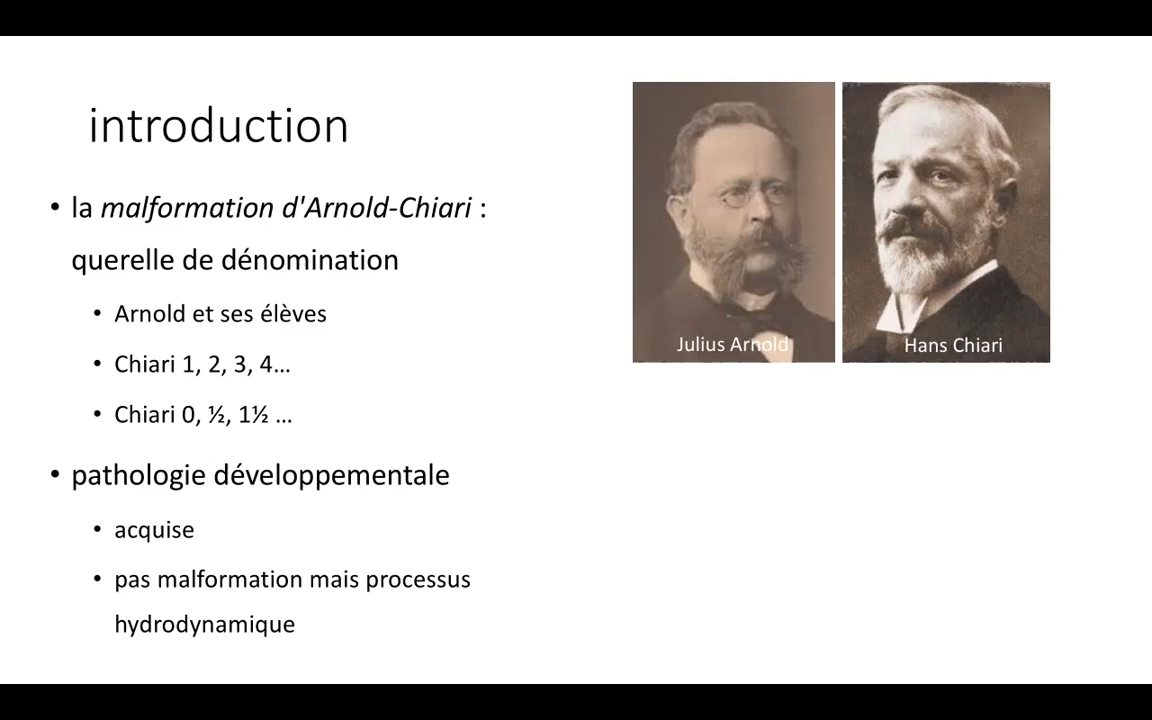 introduction
• la malformation d'Arnold-Chiari :
querelle de dénomination
• Arnold et ses élèves
• Chiari 1, 2, 3, 4…
• Chiari 0, ½, 1½ …
• pathologie développementale
• acquise
• pas malformation mais processus
hydrodynamique
Julius Arnold
Hans Chiari